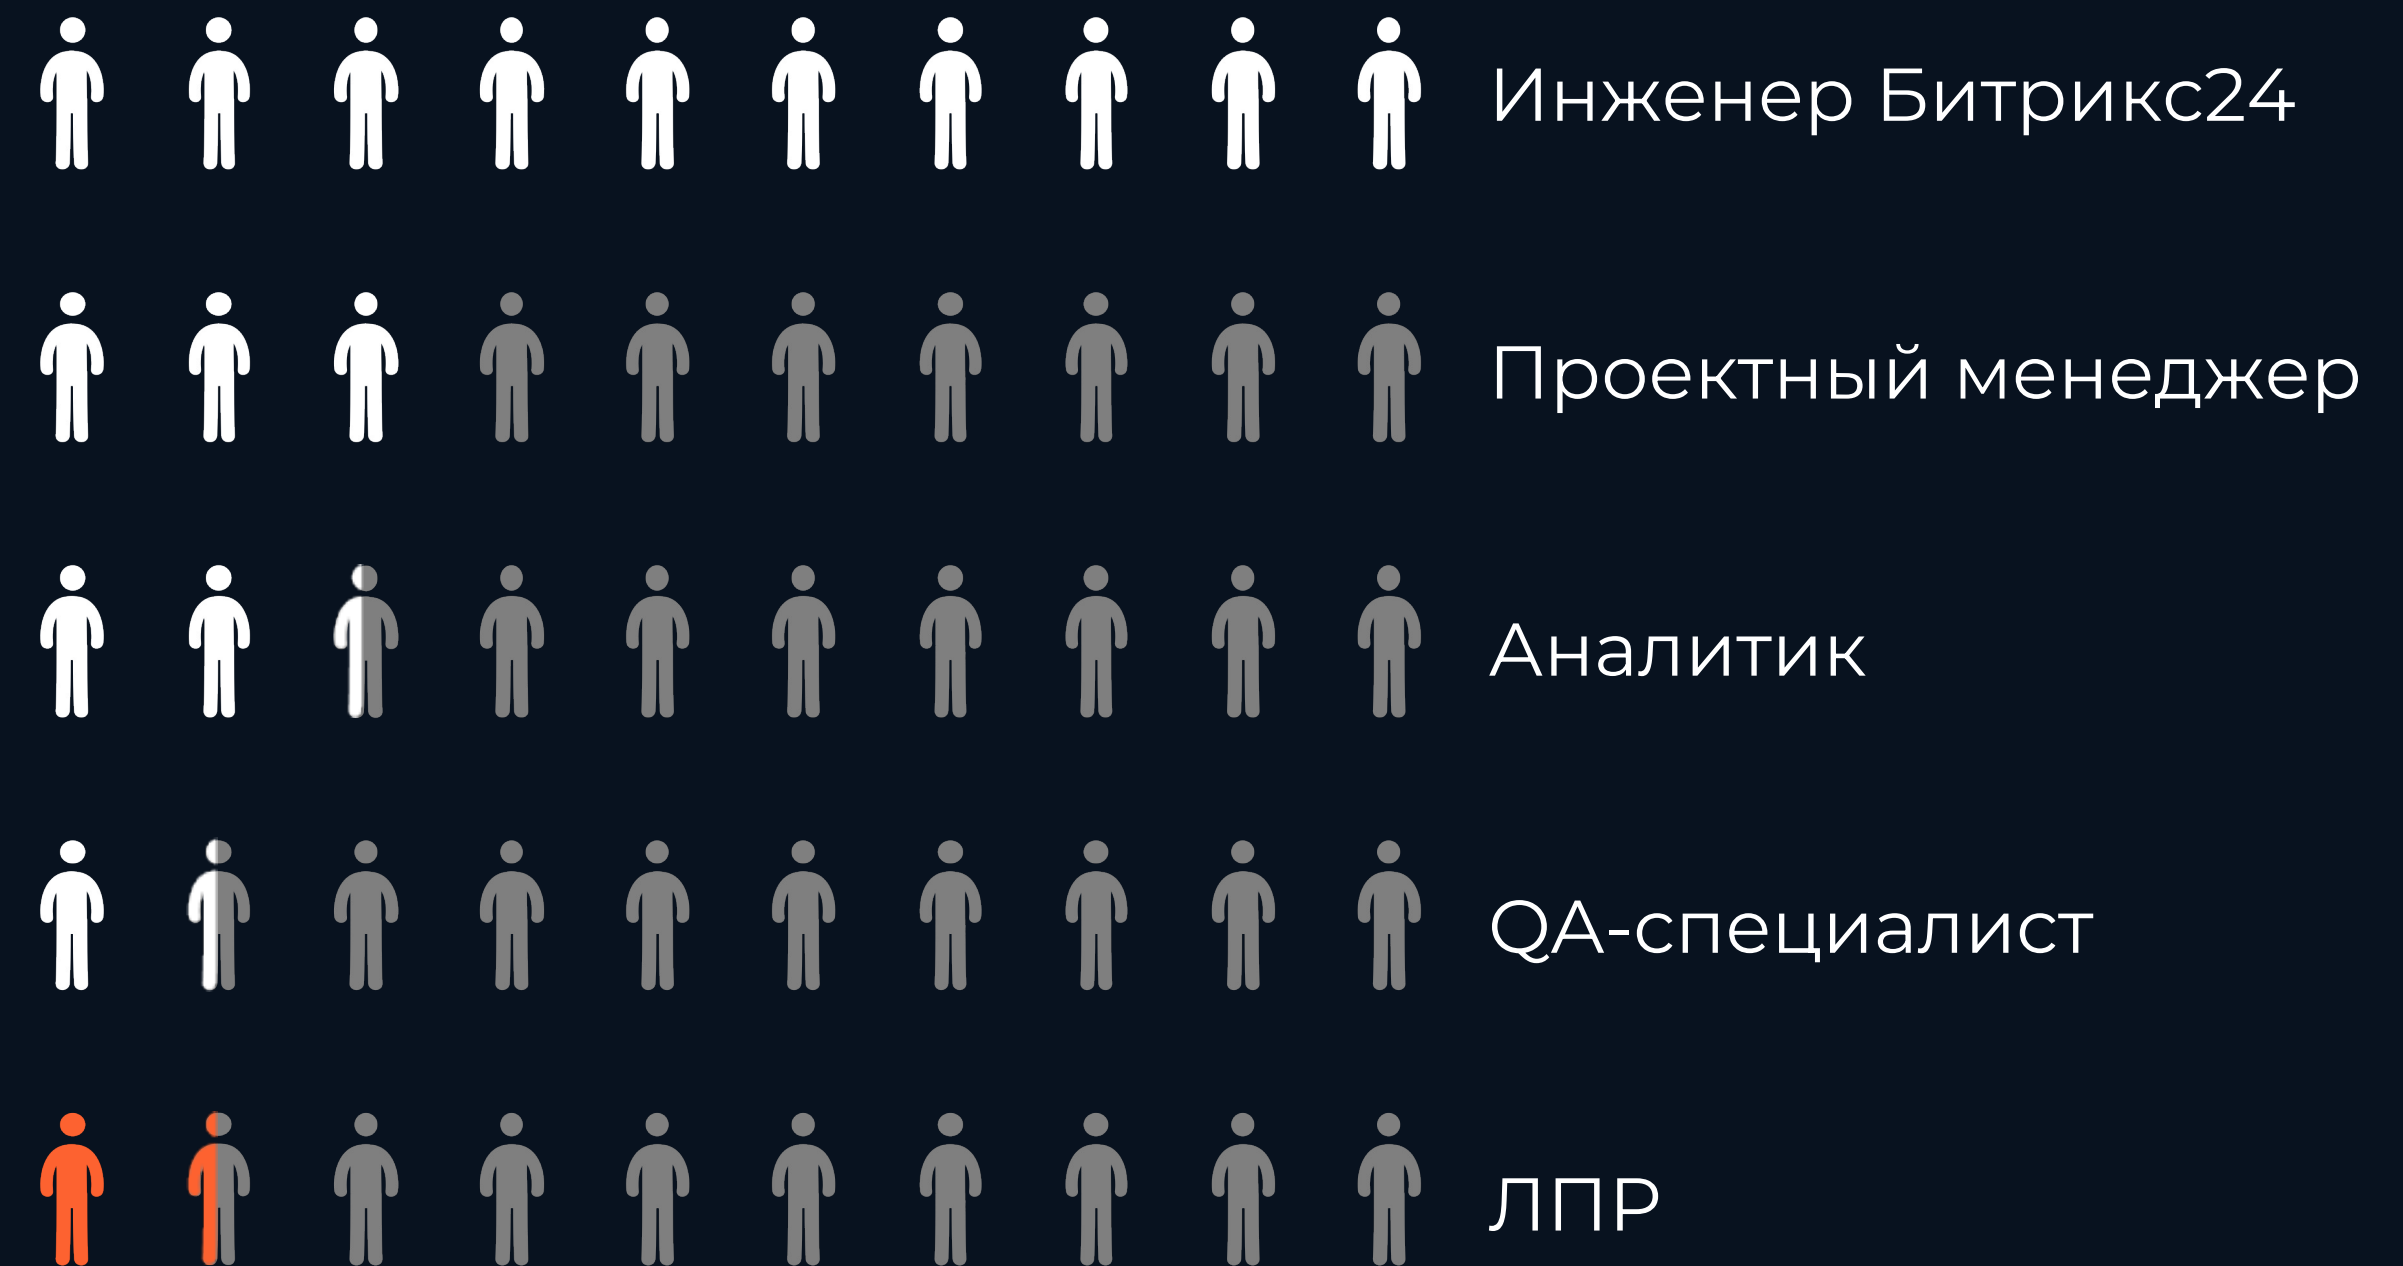 Инженер Битрикс24
Проектный менеджер
Аналитик
QA-специалист
ЛПР